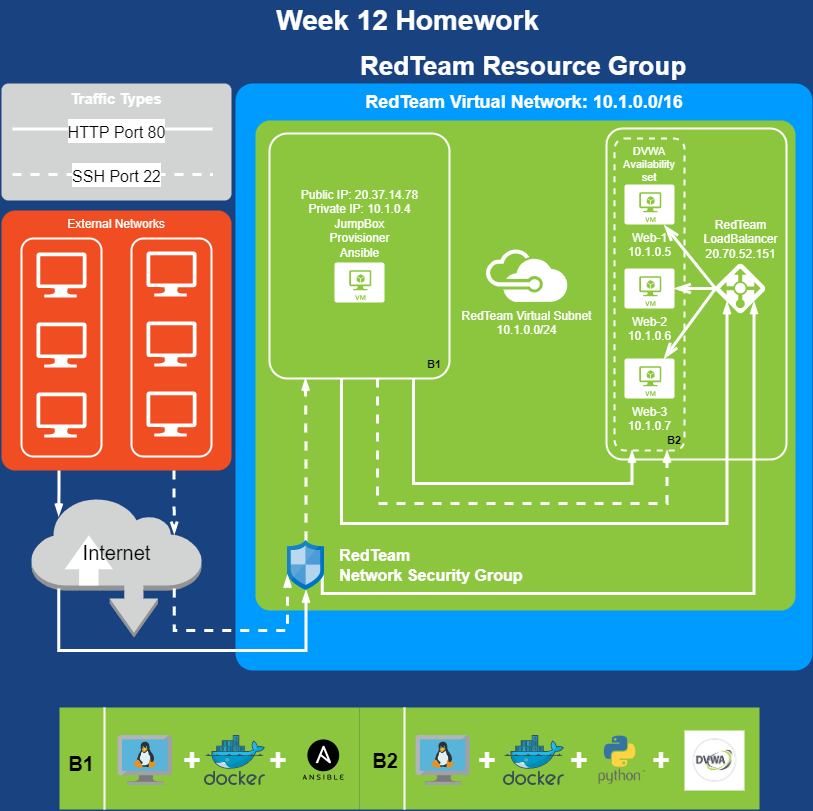 Week 12 Homework
RedTeam Resource Group
Traffic Types
HTTP Port 80
SSH Port 22
External Networks
Internet
RedTeam Virtual Network: 10.1.0.0/16
Public IP: 20.37.14.78
Private IP: 10.1.0.4
JumpBox
Provisioner
Ansible
VM
B1
RedTeam Virtual Subnet
10.1.0.0/24
DVWA
Availability
set
VM
Web-1
10.1.0.5
VM
Web-2
10.1.0.6
VM
Web-3
10.1.0.7
B2
RedTeam
LoadBalancer
20.70.52.151
RedTeam
Network Security Group
B1
+
docker
+
ANSIBLE
B2
+
docker
+
python
+
DVWA